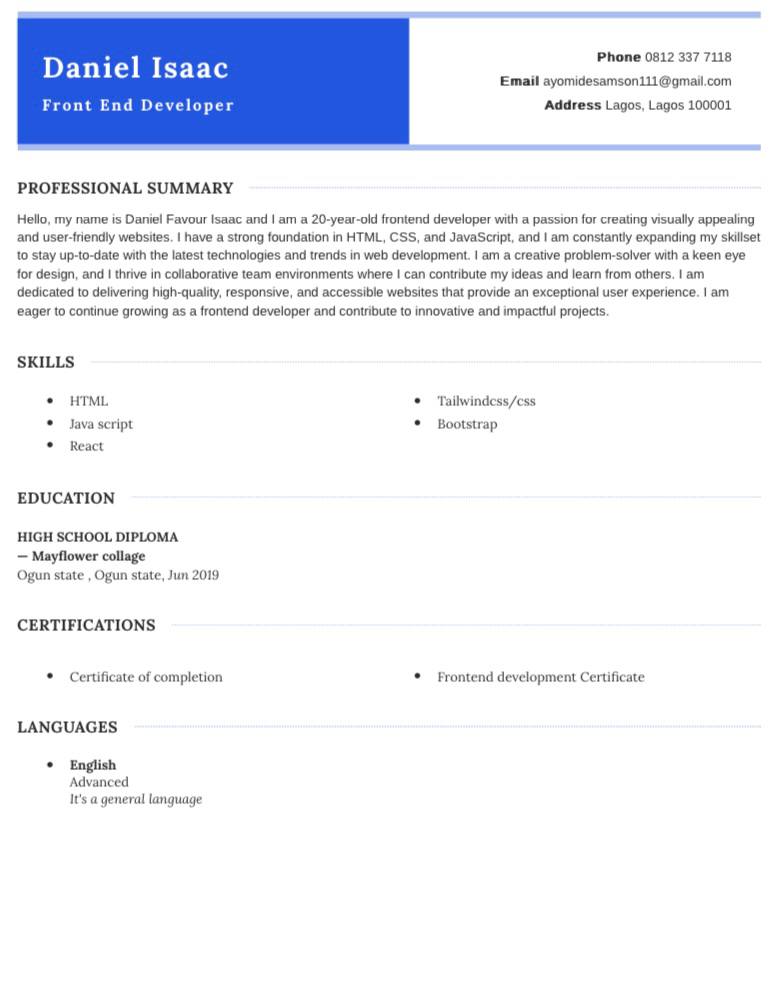 Daniel Isaac
Front End Developer
Phone 0812 337 7118
Email ayomidesamson111@gmail.com
Address Lagos, Lagos 100001
PROFESSIONAL SUMMARY
Hello, my name is Daniel Favour Isaac and I am a 20-year-old frontend developer with a passion for creating visually appealing
and user-friendly websites. I have a strong foundation in HTML, CSS, and JavaScript, and I am constantly expanding my skillset
to stay up-to-date with the latest technologies and trends in web development. I am a creative problem-solver with a keen eye
for design, and I thrive in collaborative team environments where I can contribute my ideas and learn from others. I am
dedicated to delivering high-quality, responsive, and accessible websites that provide an exceptional user experience. I am
eager to continue growing as a frontend developer and contribute to innovative and impactful projects.
SKILLS
• HTML
• Java script
• React
• Tailwindcss/css
• Bootstrap
EDUCATION
HIGH SCHOOL DIPLOMA
— Mayflower collage
Ogun state , Ogun state, Jun 2019
CERTIFICATIONS
• Certificate of completion
• Frontend development Certificate
LANGUAGES
• English
Advanced
It's a general language